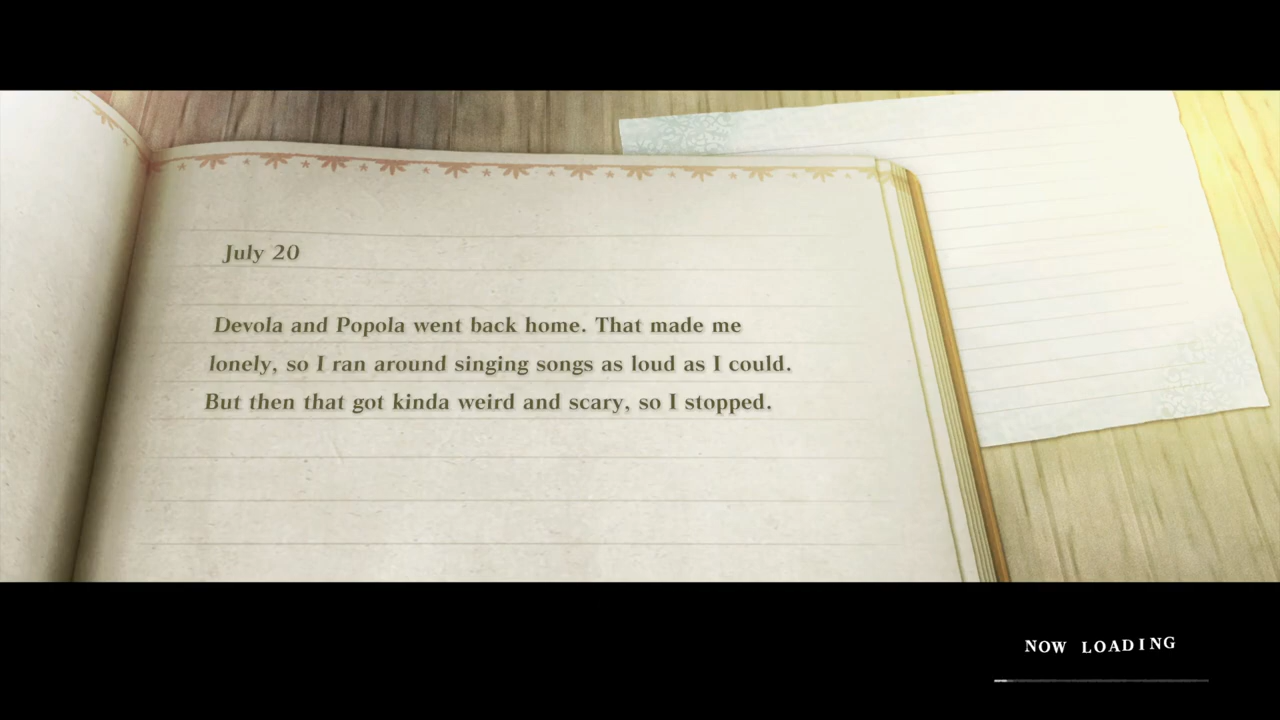 July 20
Devola and Popola went back home. That made me
lonely, so I ran around singing songs as loud as I could.
But then that got kinda weird and scary, so I stopped.
NOW LOADING